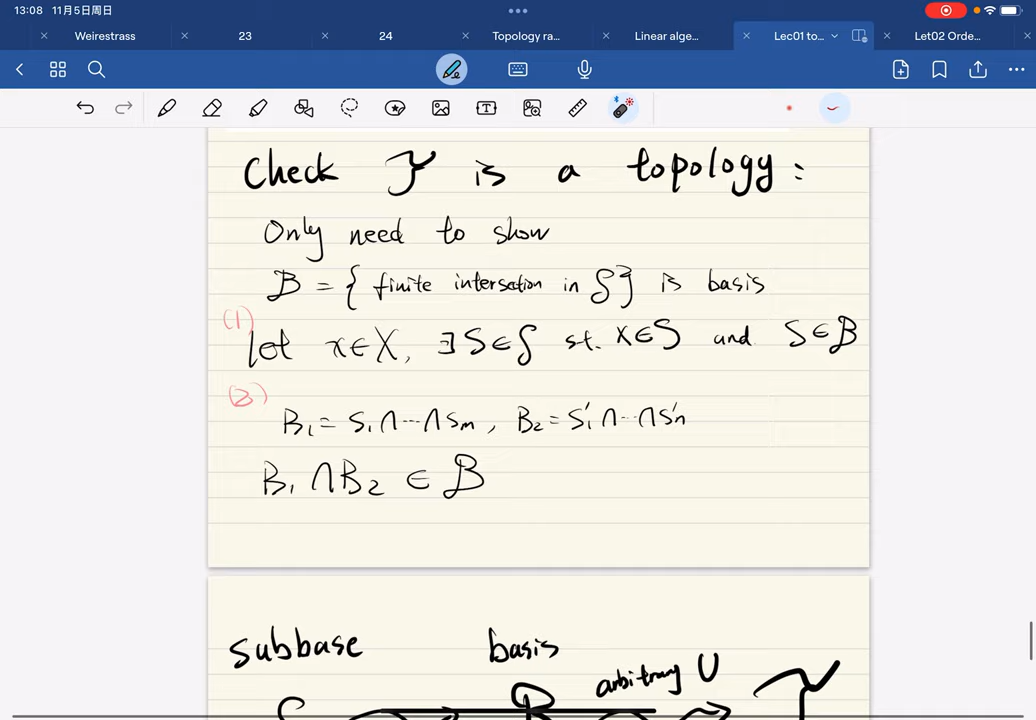 13:08 11月5日周日
Weirestrass
23
24
Topology ra...
Linear alge...
Lec01 to...
Let02 Orde...
Check 𝒯 is a topology :
Only need to show
ℬ = { finite intersation in 𝒮 } is basis
(1)
let x∈X, ∃ S∈𝒮 st. x∈S and S∈ℬ
(2)
B₁ = S₁∩···∩Sm , B₂ = S₁'∩···∩S'n
B₁ ∩ B₂ ∈ ℬ
subbase basis
arbitrary ∪ 𝒯